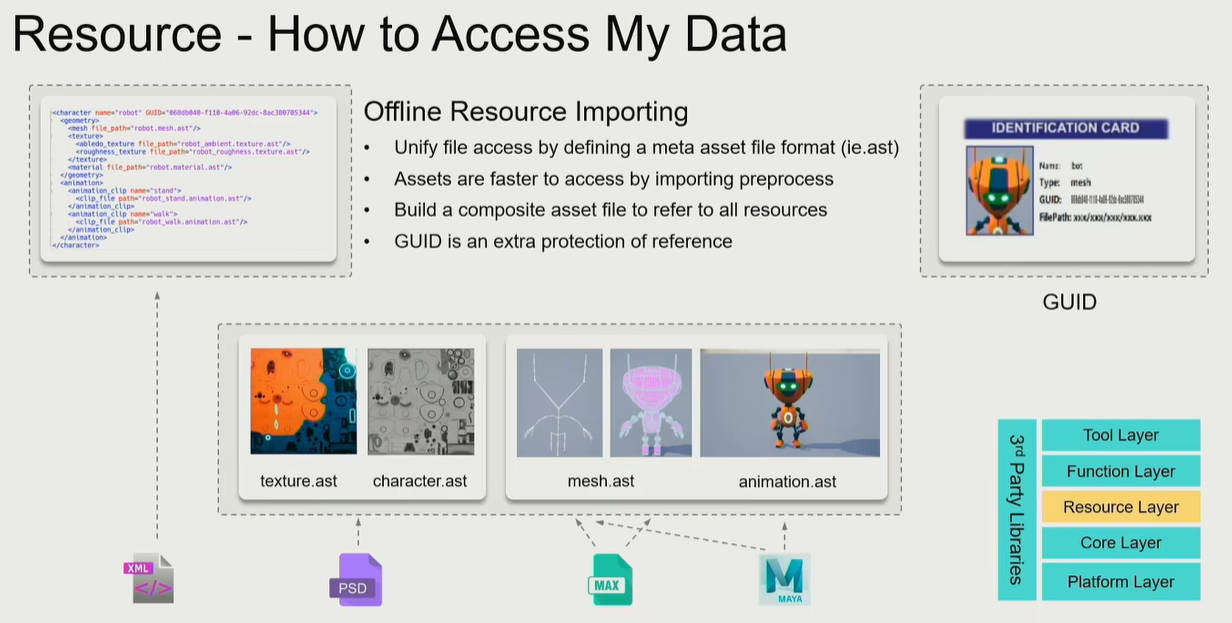 Resource - How to Access My Data
<character name="robot" GUID="068db040-f110-4a06-92dc-8ac300705344">
<geometry>
<mesh file_path="robot.mesh.ast"/>
<texture>
<abledo_texture file_path="robot_ambient.texture.ast"/>
<roughness_texture file_path="robot_roughness.texture.ast"/>
</texture>
<material file_path="robot.material.ast"/>
</geometry>
<animation>
<animation_clip name="stand">
<clip_file path="robot_stand.animation.ast"/>
</animation_clip>
<animation_clip name="walk">
<clip_file path="robot_walk.animation.ast"/>
</animation_clip>
</animation>
</character>
Offline Resource Importing
• Unify file access by defining a meta asset file format (ie.ast)
• Assets are faster to access by importing preprocess
• Build a composite asset file to refer to all resources
• GUID is an extra protection of reference
IDENTIFICATION CARD
Name: bot
Type: mesh
GUID:
FilePath: xxx/xxx/xxx/xxx.xxx
GUID
texture.ast
character.ast
mesh.ast
animation.ast
XML
</>
PSD
MAX
M
MAYA
3rd Party Libraries
Tool Layer
Function Layer
Resource Layer
Core Layer
Platform Layer